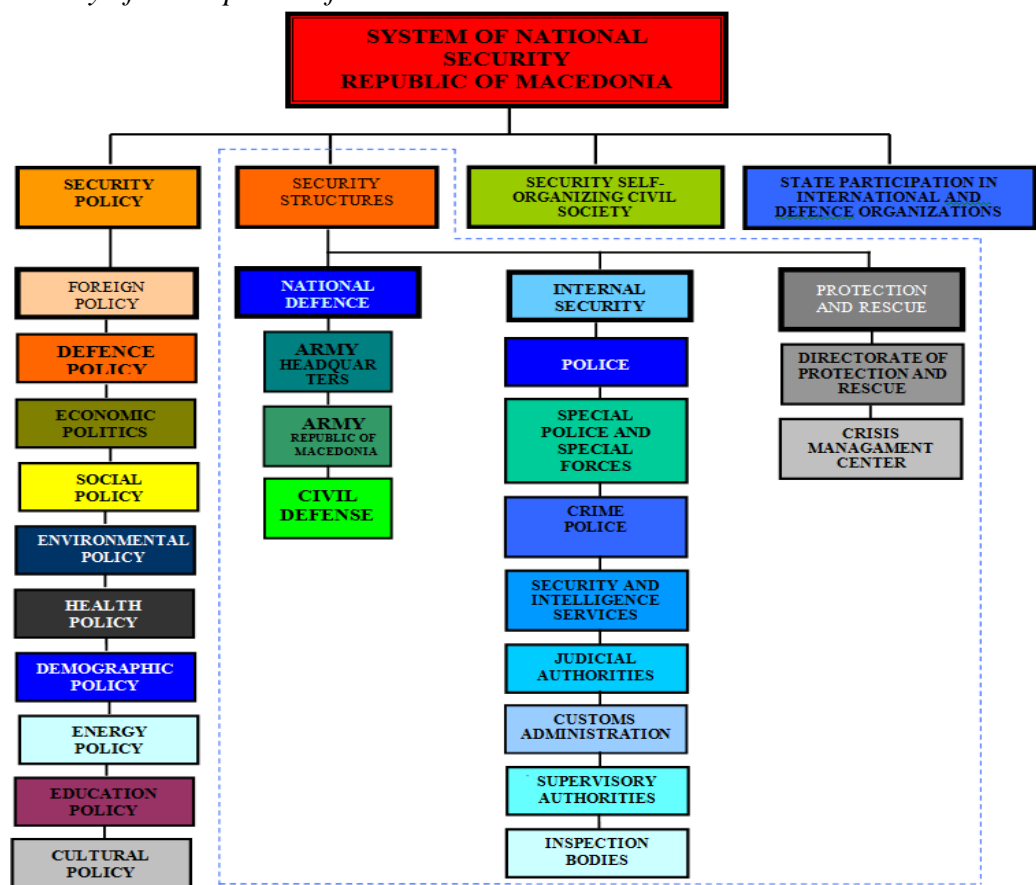 SYSTEM OF NATIONAL
SECURITY
REPUBLIC OF MACEDONIA
SECURITY
POLICY
SECURITY
STRUCTURES
SECURITY SELF-
ORGANIZING CIVIL
SOCIETY
STATE PARTICIPATION IN
INTERNATIONAL AND
DEFENCE ORGANIZATIONS
FOREIGN
POLICY
DEFENCE
POLICY
ECONOMIC
POLITICS
SOCIAL
POLICY
ENVIRONMENTAL
POLICY
HEALTH
POLICY
DEMOGRAPHIC
POLICY
ENERGY
POLICY
EDUCATION
POLICY
CULTURAL
POLICY
NATIONAL
DEFENCE
ARMY
HEADQUAR
TERS
ARMY
REPUBLIC OF
MACEDONIA
CIVIL
DEFENSE
INTERNAL
SECURITY
POLICE
SPECIAL
POLICE AND
SPECIAL
FORCES
CRIME
POLICE
SECURITY AND
INTELLIGENCE
SERVICES
JUDICIAL
AUTHORITIES
CUSTOMS
ADMINISTRATION
SUPERVISORY
AUTHORITIES
INSPECTION
BODIES
PROTECTION
AND RESCUE
DIRECTORATE OF
PROTECTION AND
RESCUE
CRISIS
MANAGAMENT
CENTER